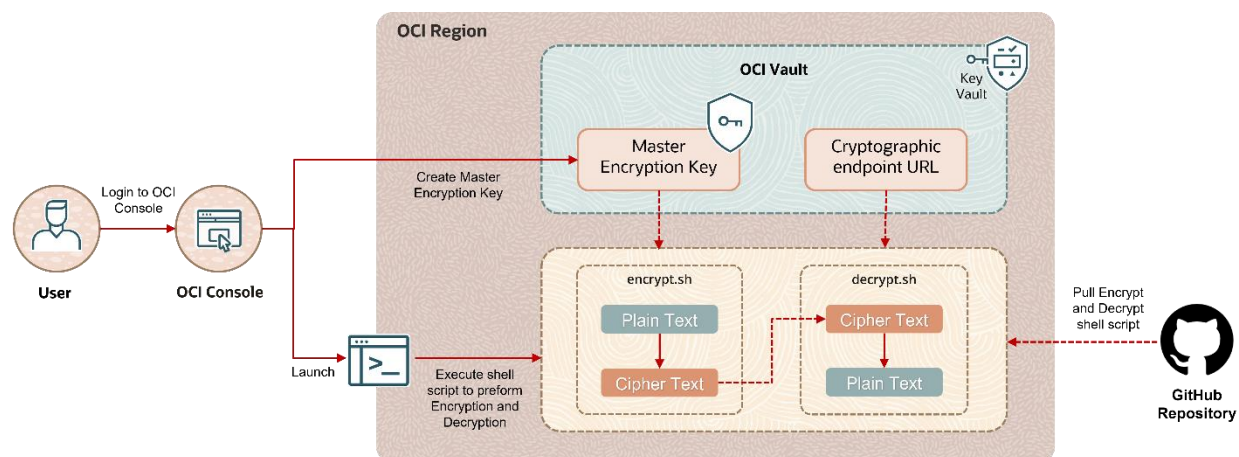 OCI Region
OCI Vault
Key
Vault
Master
Encryption Key
Cryptographic
endpoint URL
Create Master
Encryption Key
Login to OCI
Console
User
OCI Console
encrypt.sh
decrypt.sh
Plain Text
Cipher Text
Cipher Text
Plain Text
Pull Encrypt
and Decrypt
shell script
Launch
>_
Execute shell
script to preform
Encryption and
Decryption
GitHub
Repository